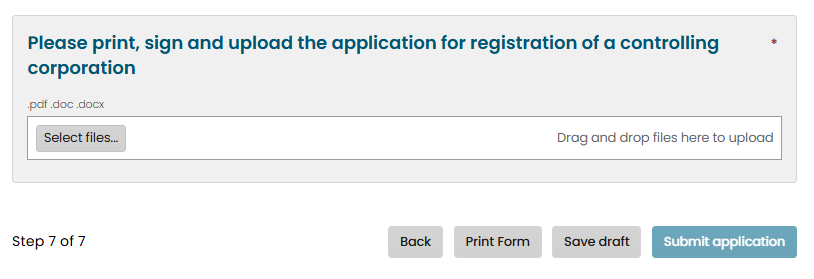 Please print, sign and upload the application for registration of a controlling *
corporation
.pdf .doc .docx
Select files... Drag and drop files here to upload
Step 7 of 7 Back Print Form Save draft Submit application